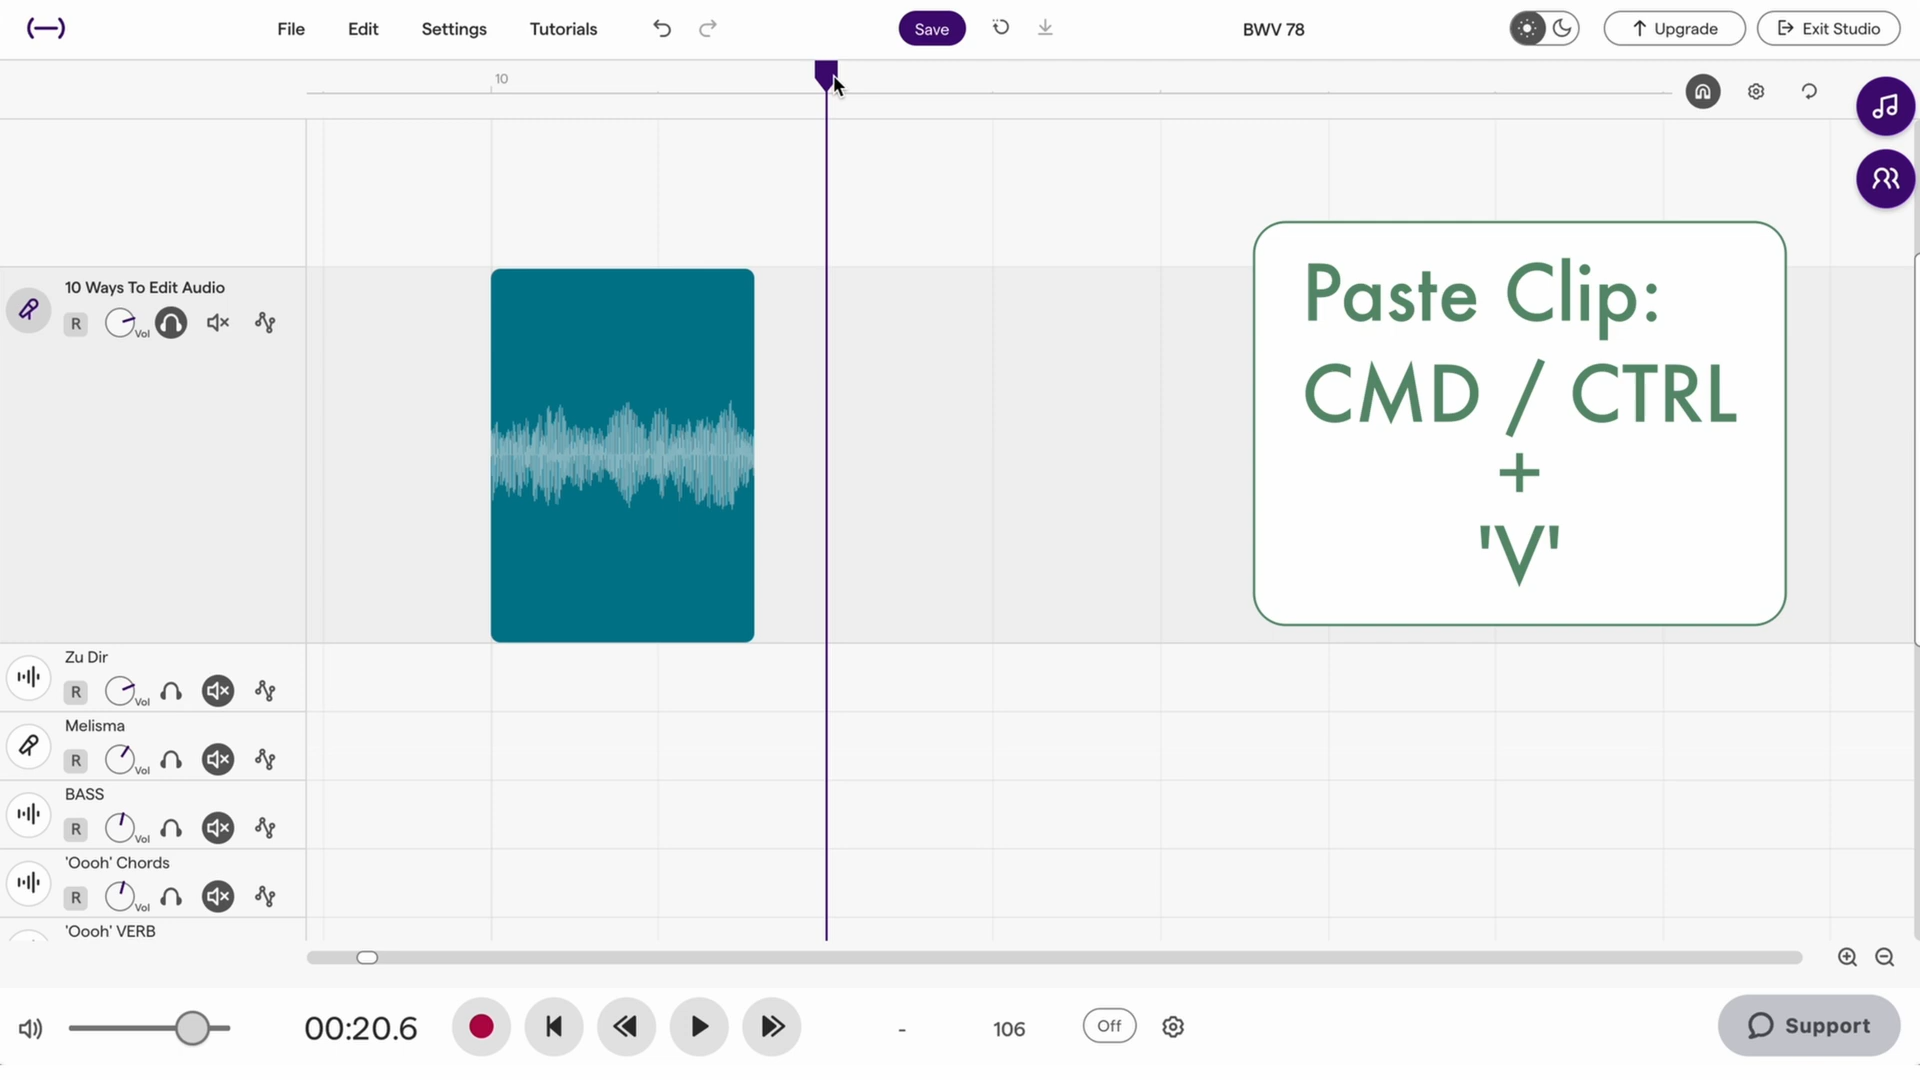 File Edit Settings Tutorials Save BWV 78 Upgrade Exit Studio
10
Paste Clip:
CMD / CTRL
+
'V'
10 Ways To Edit Audio
R Vol
Zu Dir
R Vol
Melisma
R Vol
BASS
R Vol
'Oooh' Chords
R Vol
'Oooh' VERB
00:20.6 - 106 Off Support